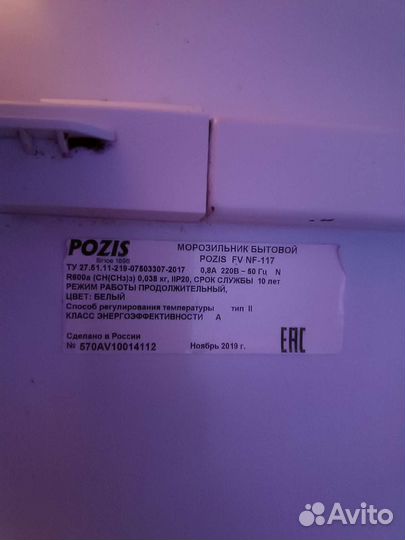 POZIS
Since 1898
МОРОЗИЛЬНИК БЫТОВОЙ
POZIS FV NF-117
ТУ 27.51.11-219-07503307-2017 0,8А 220В ~ 50 Гц N
R600a (CH(CH₃)₃) 0,038 кг, IIP20, СРОК СЛУЖБЫ 10 лет
РЕЖИМ РАБОТЫ ПРОДОЛЖИТЕЛЬНЫЙ,
ЦВЕТ: БЕЛЫЙ
Способ регулирования температуры тип II
КЛАСС ЭНЕРГОЭФФЕКТИВНОСТИ А
Сделано в России
№ 570AV10014112 Ноябрь 2019 г.
EAC
Avito